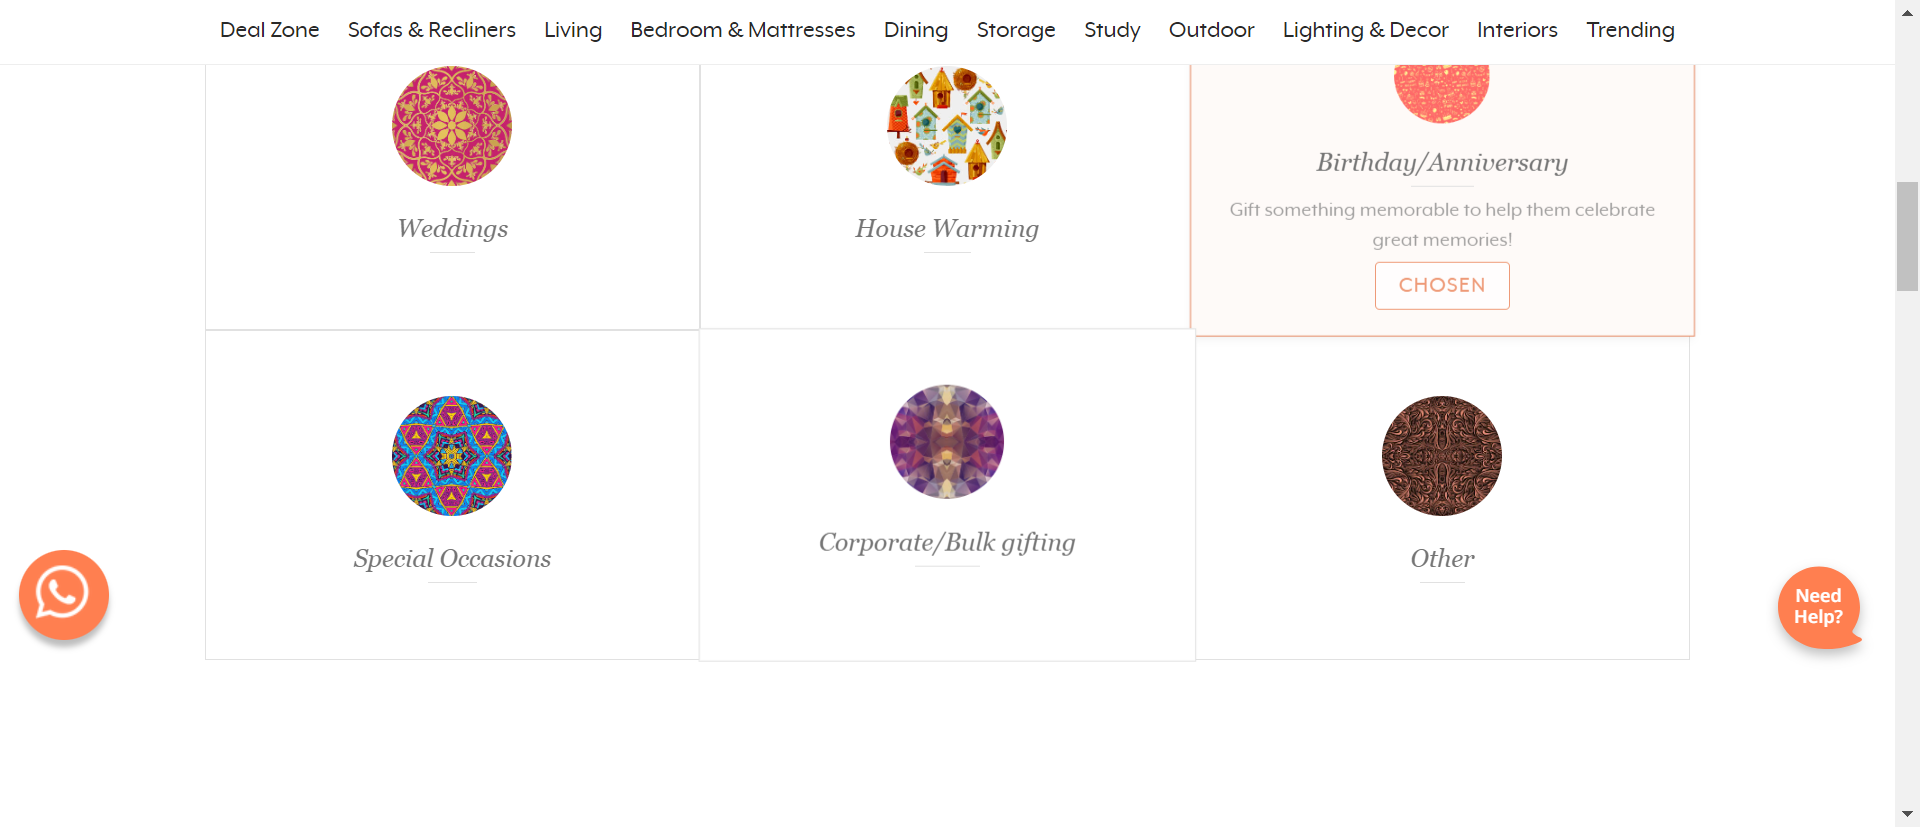 Deal Zone Sofas & Recliners Living Bedroom & Mattresses Dining Storage Study Outdoor Lighting & Decor Interiors Trending
Weddings
House Warming
Birthday/Anniversary
Gift something memorable to help them celebrate
great memories!
CHOSEN
Special Occasions
Corporate/Bulk gifting
Other
Need
Help?